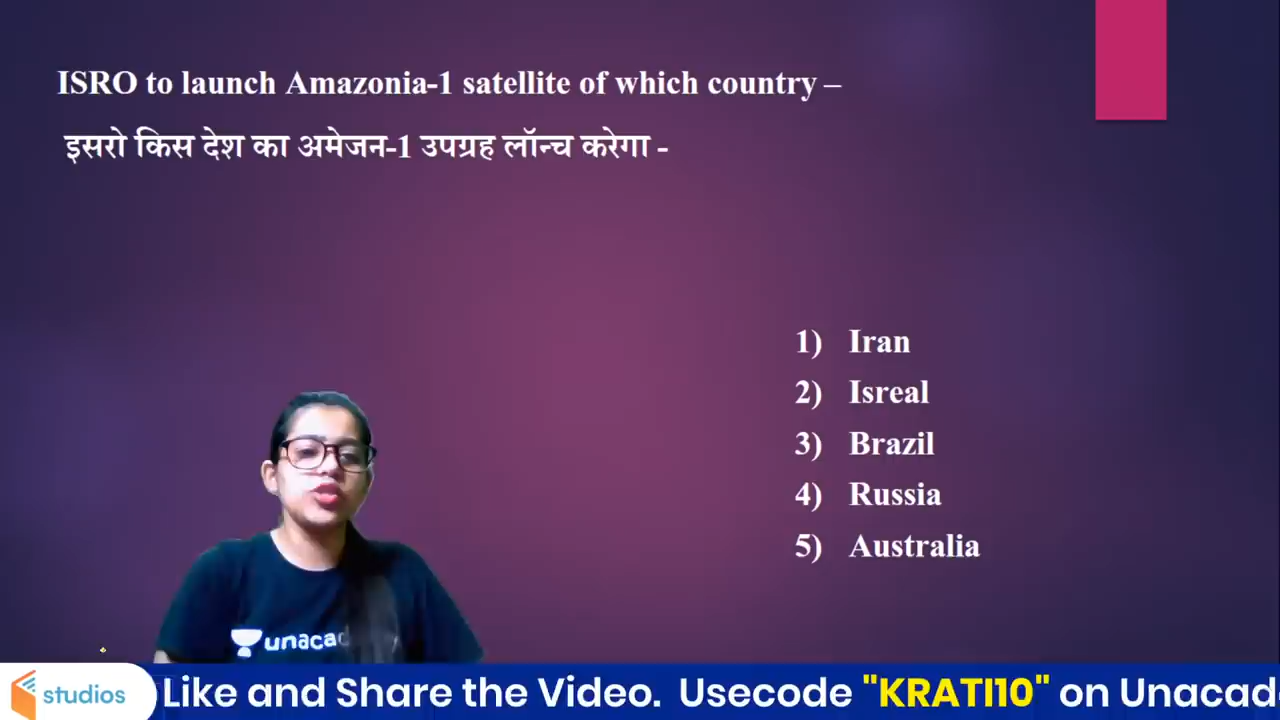 ISRO to launch Amazonia-1 satellite of which country –
इसरो किस देश का अमेजन-1 उपग्रह लॉन्च करेगा -
1) Iran
2) Isreal
3) Brazil
4) Russia
5) Australia
unacad
studios
Like and Share the Video. Usecode "KRATI10" on Unacad